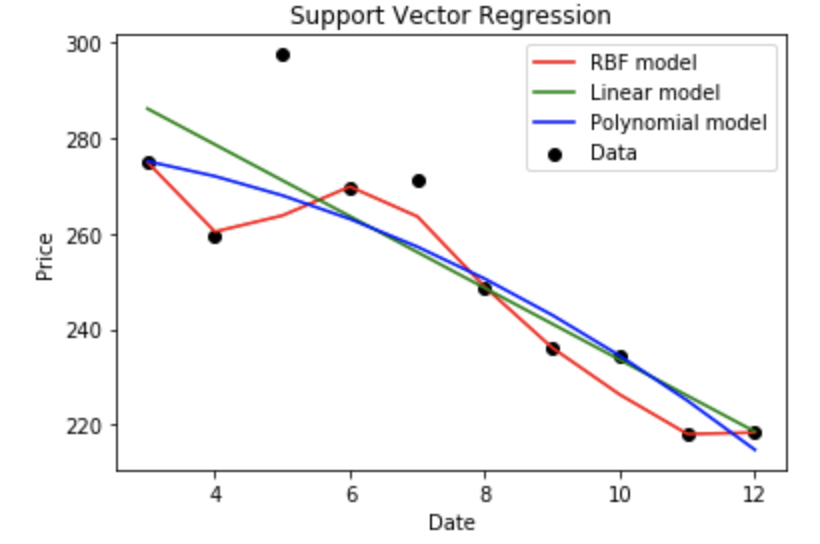 Support Vector Regression
300
280
260
240
220
Price
RBF model
Linear model
Polynomial model
Data
4 6 8 10 12
Date